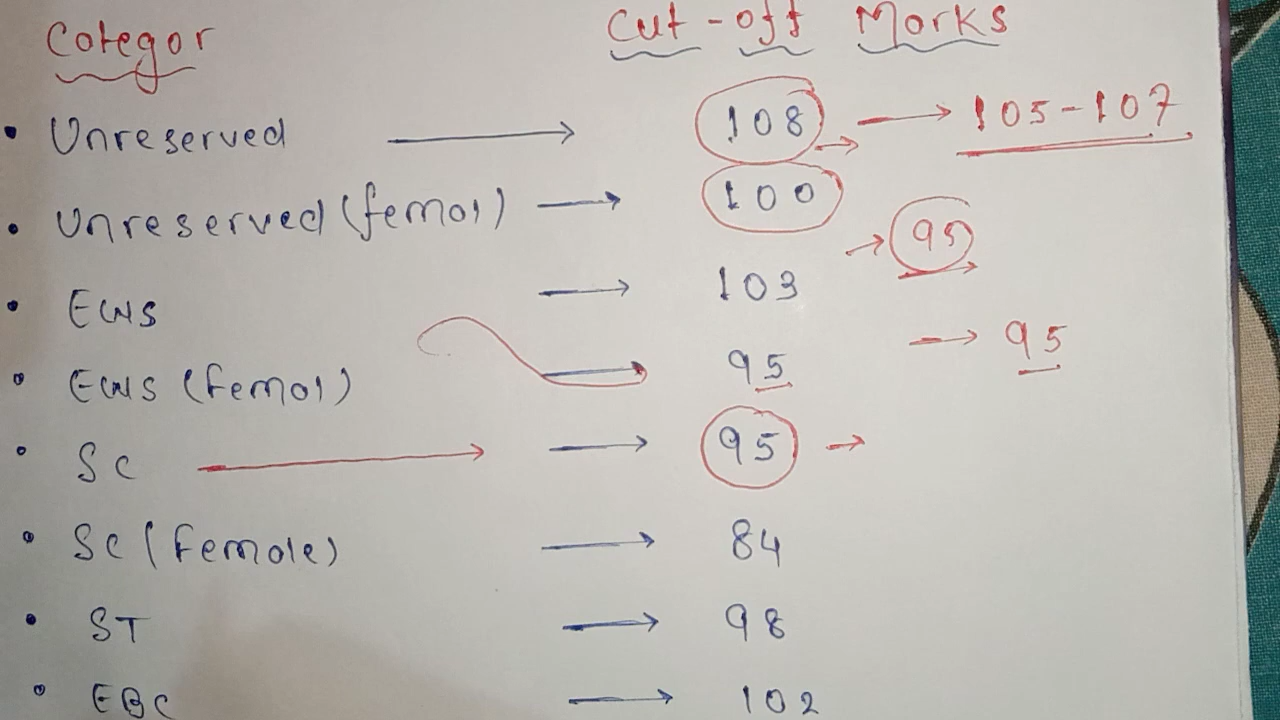 Categor Cut-off Marks
• Unreserved → 108 → 105-107
• Unreserved (femal) → 100 → 95
• EWS → 103
• EWS (Femal) → 95 → 95
• SC → 95 →
• SC (Female) → 84
• ST → 98
• EBC → 102